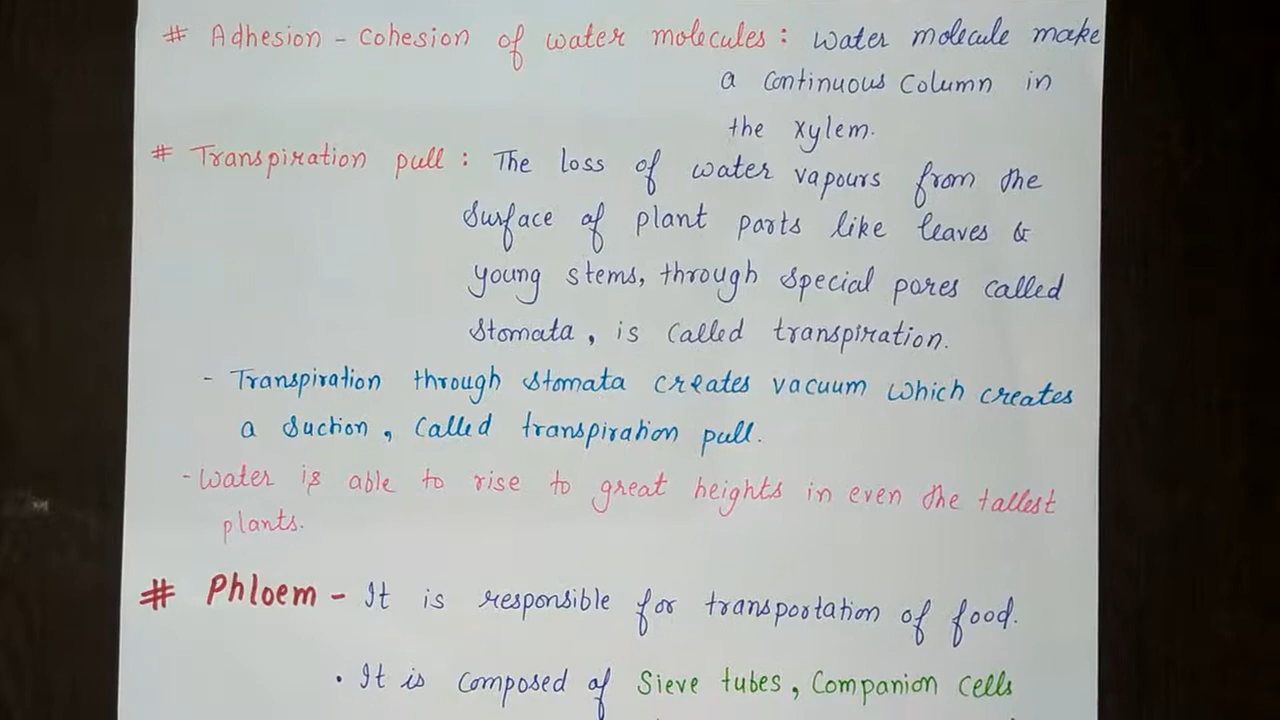 # Adhesion - cohesion of water molecules : water molecule make
a continuous column in
the xylem.
# Transpiration pull : The loss of water vapours from the
surface of plant parts like leaves &
young stems, through special pores called
stomata, is called transpiration.
- Transpiration through stomata creates vacuum which creates
a suction, called transpiration pull.
- Water is able to rise to great heights in even the tallest
plants.
# Phloem - It is responsible for transportation of food.
• It is composed of Sieve tubes, Companion cells